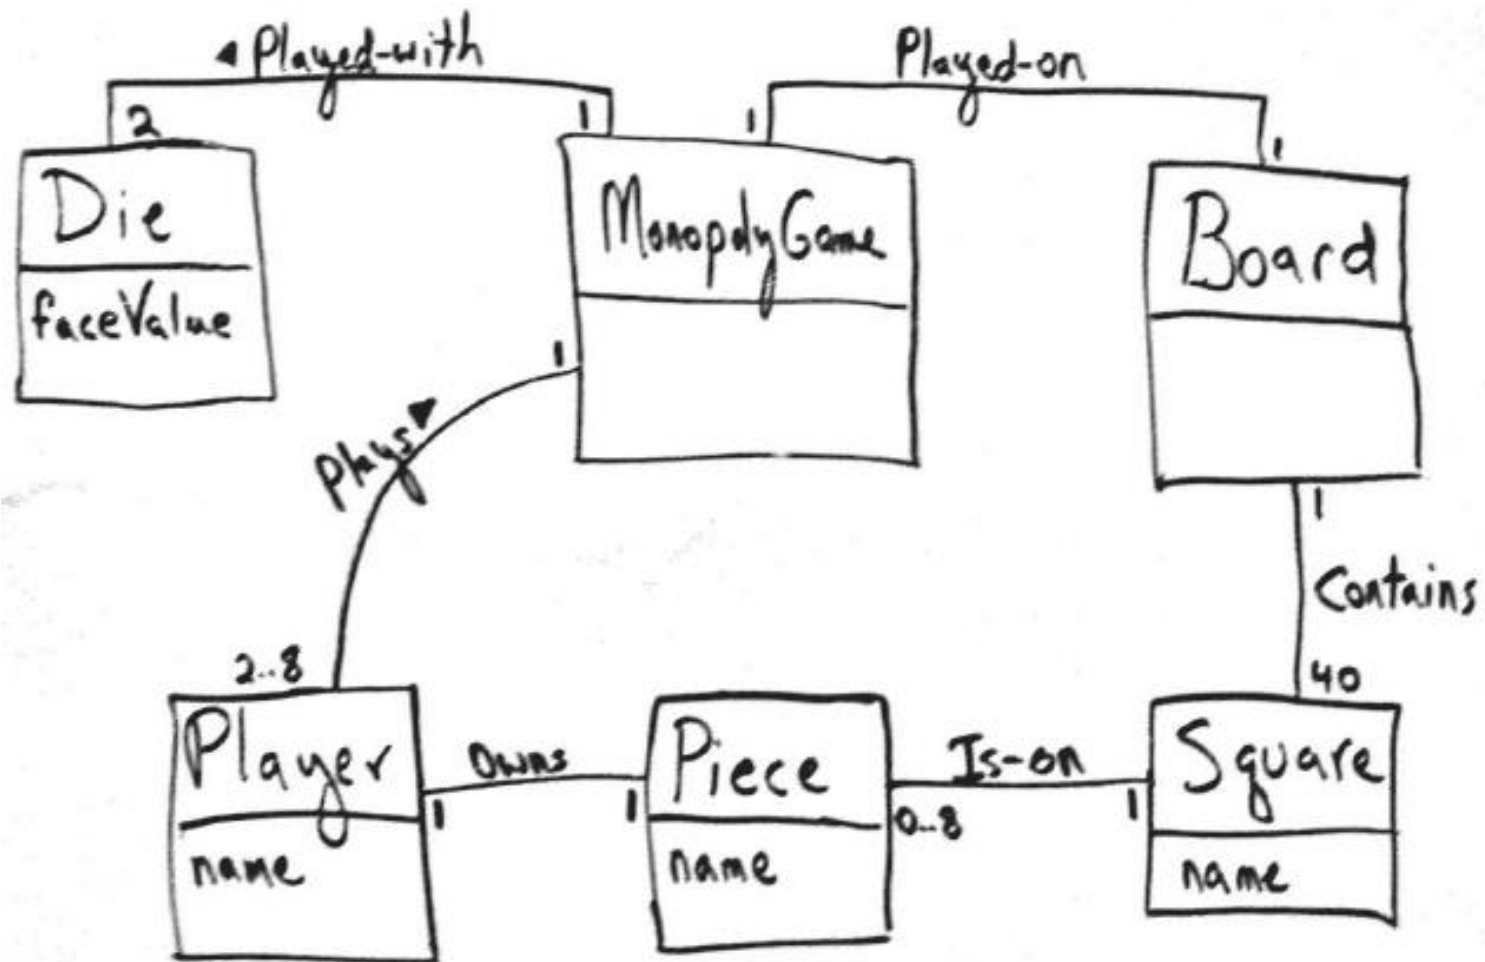 ◄ Played-with
Played-on
2
1
1
1
Die
faceValue
MonopolyGame
Board
1
Plays ►
1
Contains
2..8
40
Player
name
Owns
1
1
Piece
name
Is-on
0..8
1
Square
name